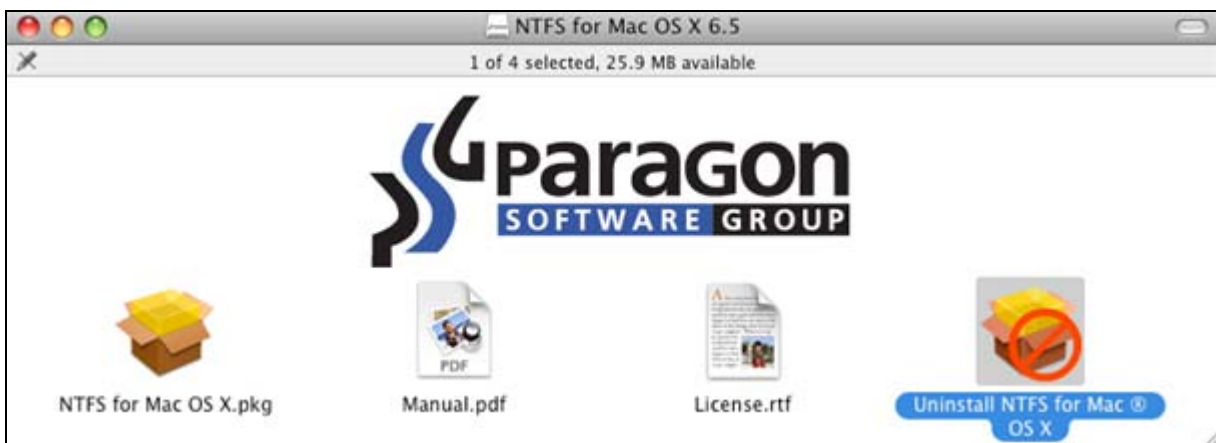 NTFS for Mac OS X 6.5
1 of 4 selected, 25.9 MB available
Paragon
SOFTWARE GROUP
PDF
NTFS for Mac OS X.pkg
Manual.pdf
License.rtf
Uninstall NTFS for Mac ®
OS X